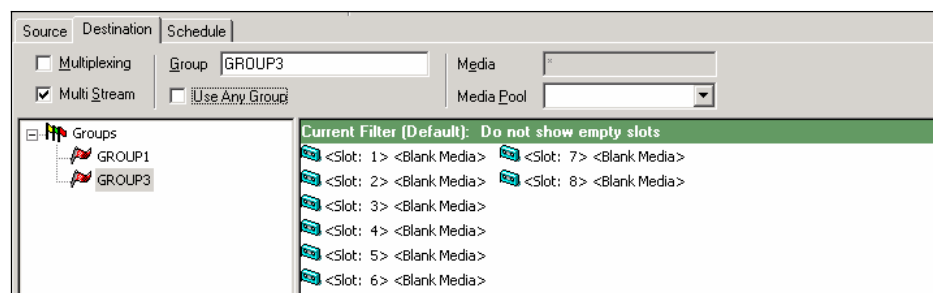 Source Destination Schedule
Multiplexing Group GROUP3 Media *
Multi Stream Use Any Group Media Pool
Groups
GROUP1
GROUP3
Current Filter (Default): Do not show empty slots
<Slot: 1> <Blank Media> <Slot: 7> <Blank Media>
<Slot: 2> <Blank Media> <Slot: 8> <Blank Media>
<Slot: 3> <Blank Media>
<Slot: 4> <Blank Media>
<Slot: 5> <Blank Media>
<Slot: 6> <Blank Media>